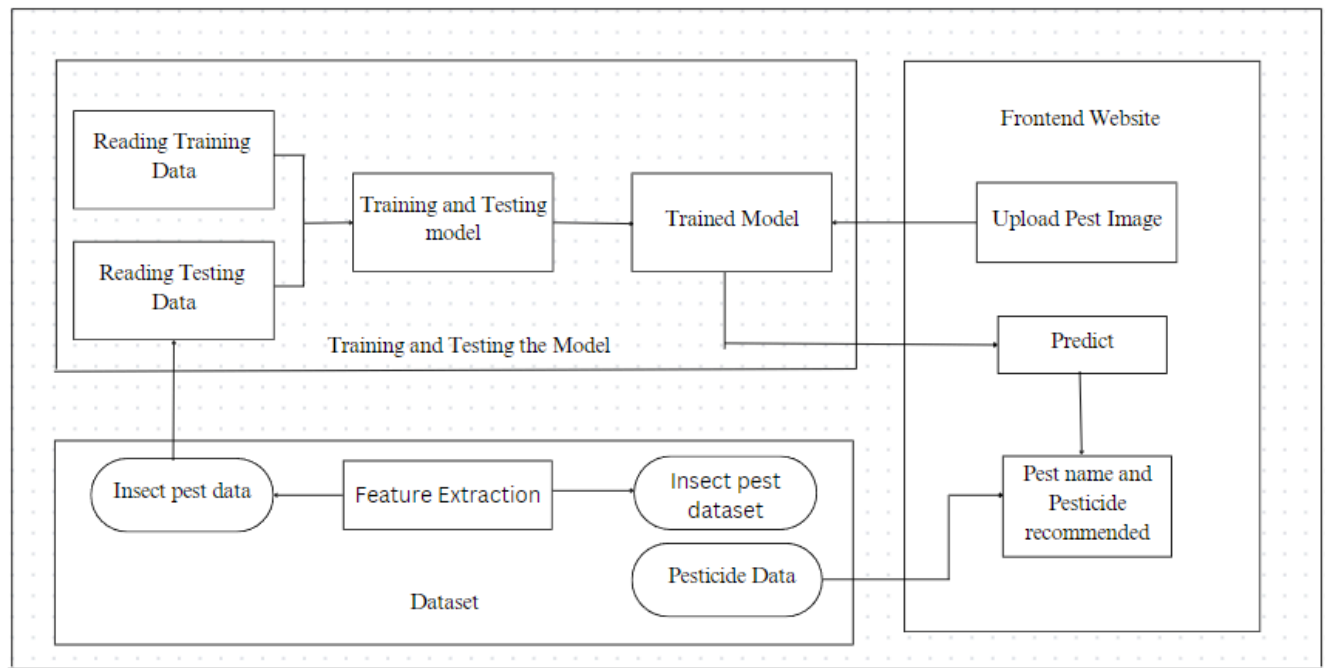 Reading Training
Data
Reading Testing
Data
Training and Testing
model
Trained Model
Training and Testing the Model
Frontend Website
Upload Pest Image
Predict
Pest name and
Pesticide
recommended
Insect pest data
Feature Extraction
Insect pest
dataset
Pesticide Data
Dataset